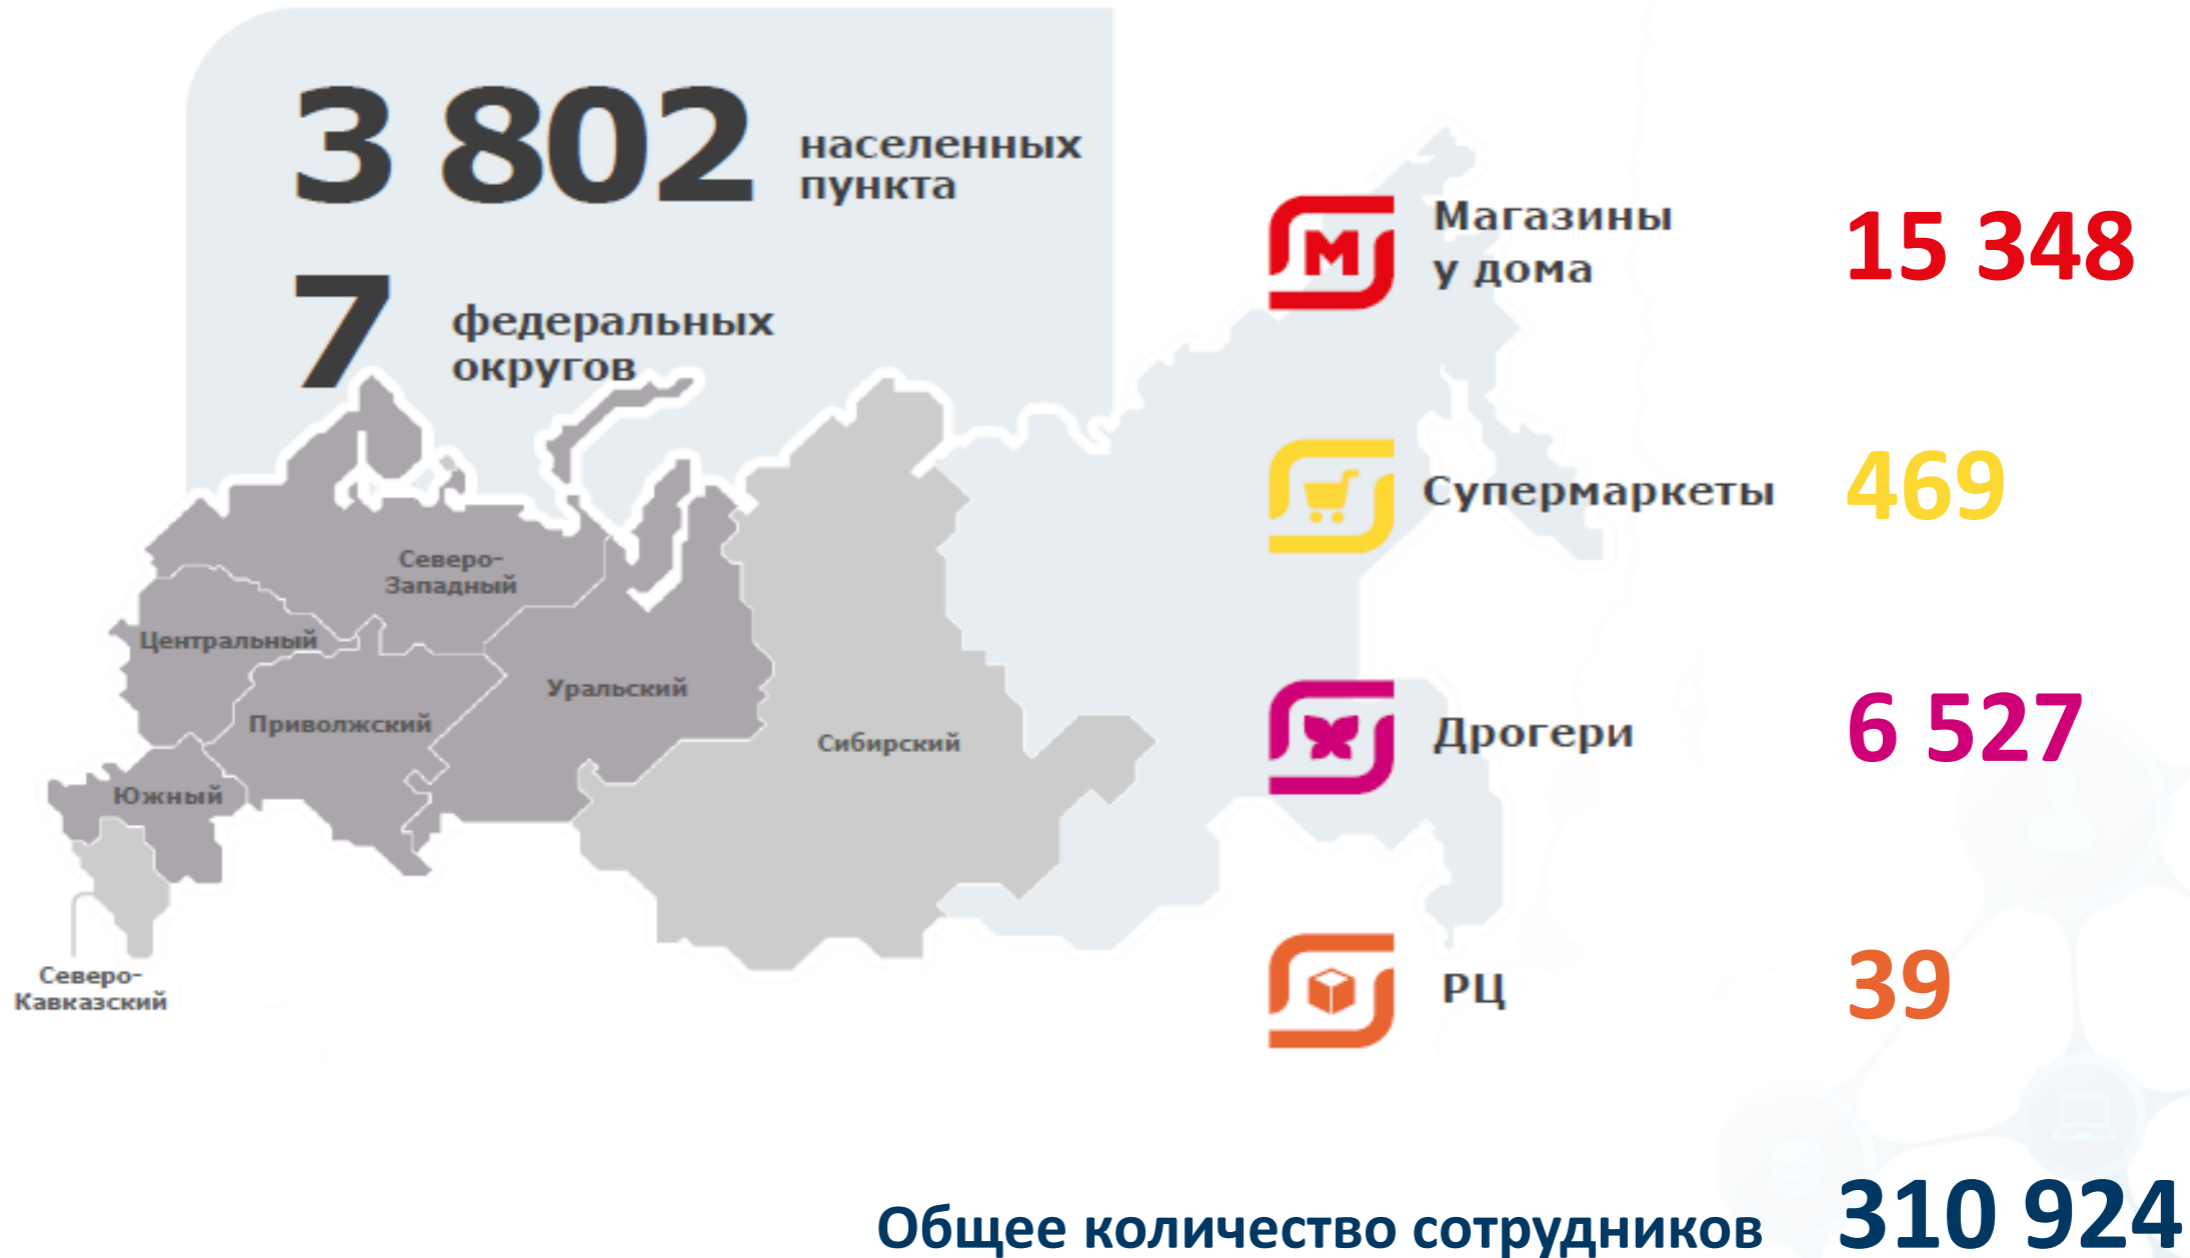 3 802 населенных
пункта
7 федеральных
округов
Северо-
Западный
Центральный
Уральский
Приволжский
Сибирский
Южный
Северо-
Кавказский
М Магазины
у дома
15 348
Супермаркеты 469
Дрогери 6 527
РЦ 39
Общее количество сотрудников 310 924